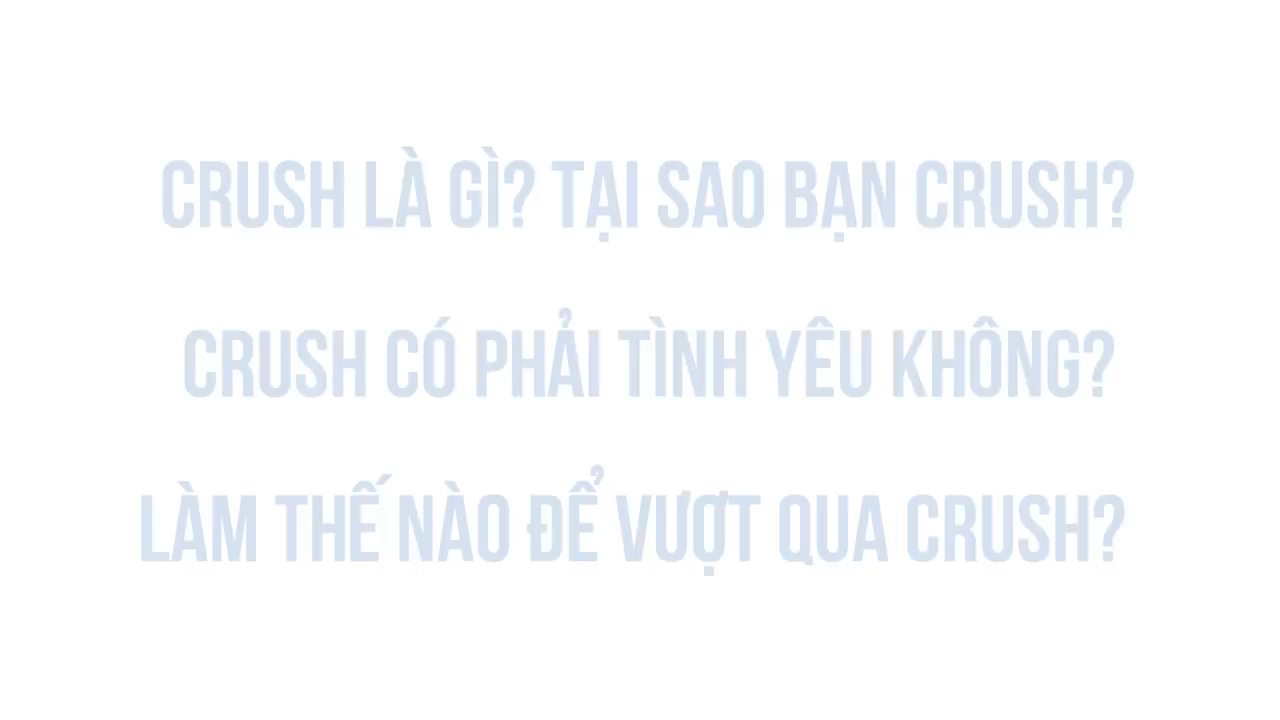 CRUSH LÀ GÌ? TẠI SAO BẠN CRUSH?
CRUSH CÓ PHẢI TÌNH YÊU KHÔNG?
LÀM THẾ NÀO ĐỂ VƯỢT QUA CRUSH?